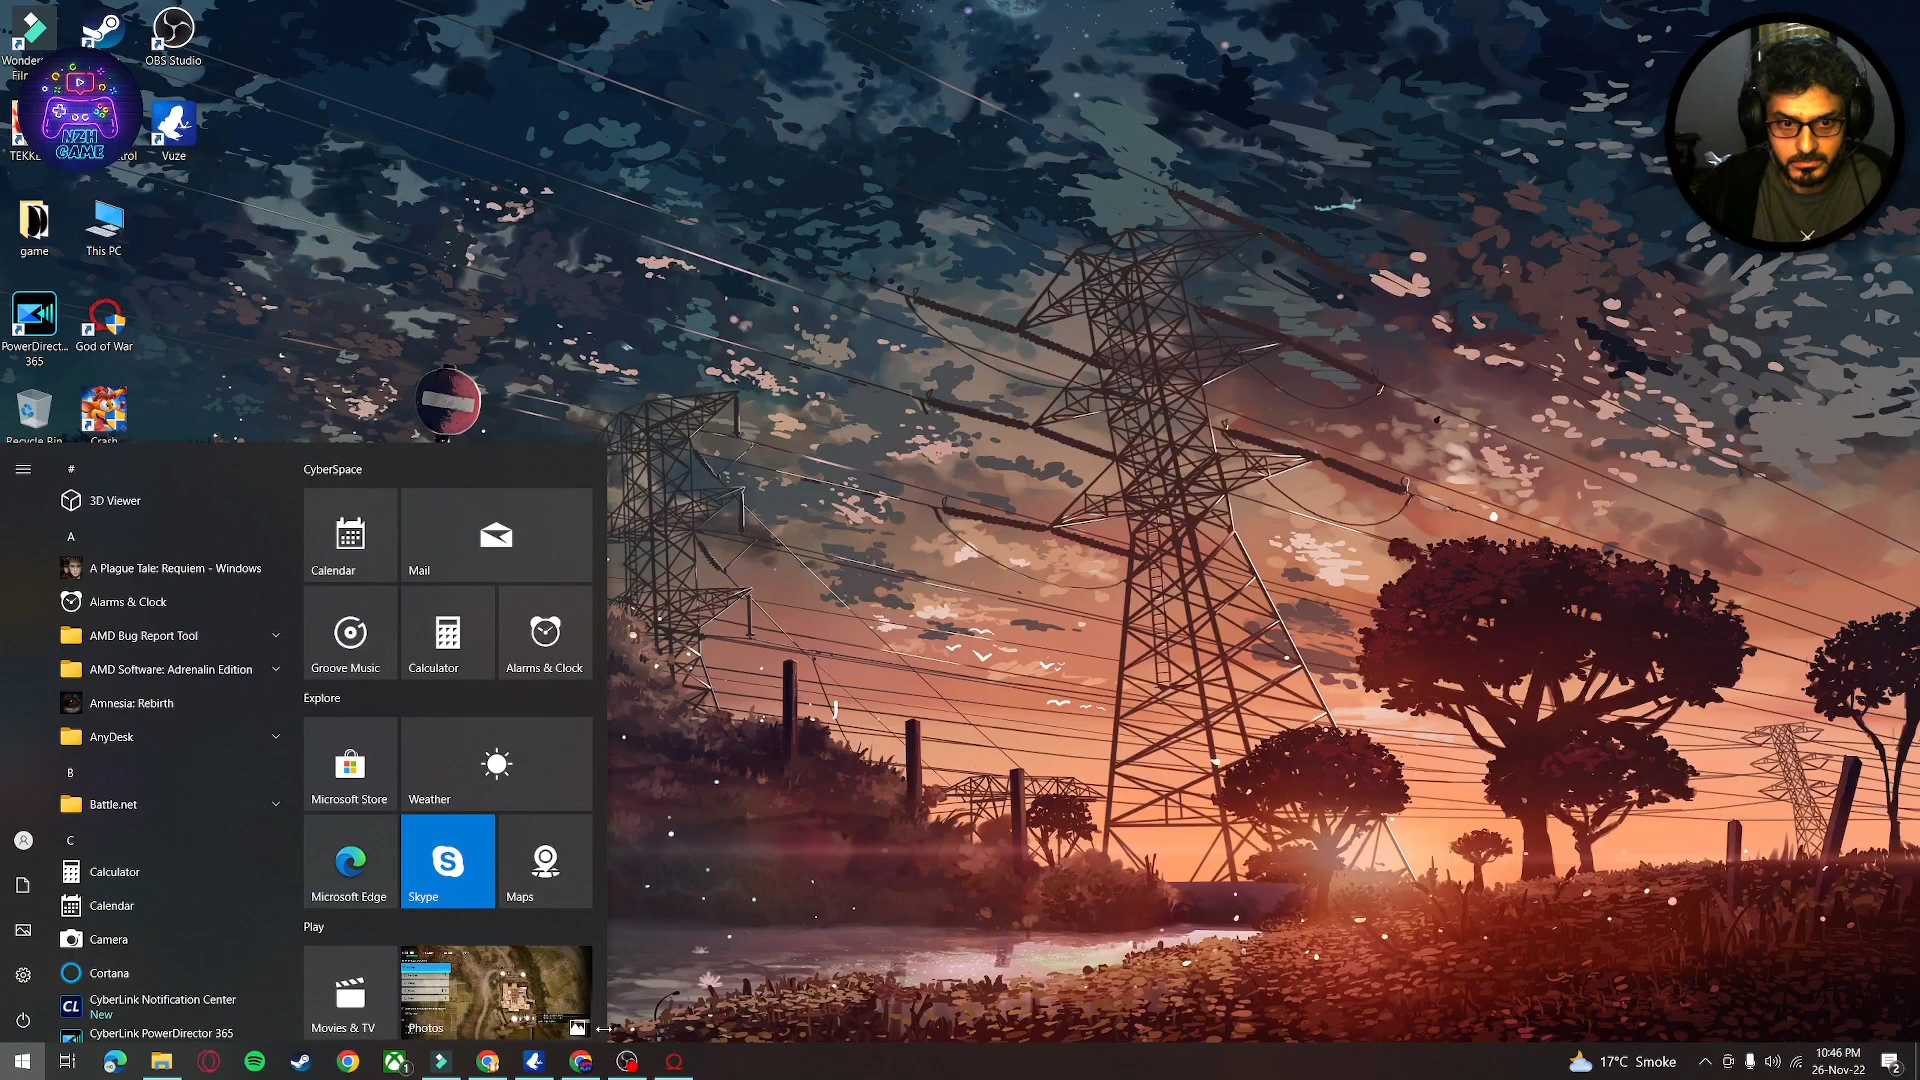 Wonders
OBS Studio
NZH
GAME
TEKKE
Vuze
game
This PC
PowerDirect...
365
God of War
Recycle Bin
Crash
#
3D Viewer
A
A Plague Tale: Requiem - Windows
Alarms & Clock
AMD Bug Report Tool
AMD Software: Adrenalin Edition
Amnesia: Rebirth
AnyDesk
B
Battle.net
C
Calculator
Calendar
Camera
Cortana
CyberLink Notification Center
New
CyberLink PowerDirector 365
CyberSpace
Calendar
Mail
Groove Music
Calculator
Alarms & Clock
Explore
Microsoft Store
Weather
Microsoft Edge
Skype
Maps
Play
Movies & TV
Photos
17°C Smoke
10:46 PM
26-Nov-22
2